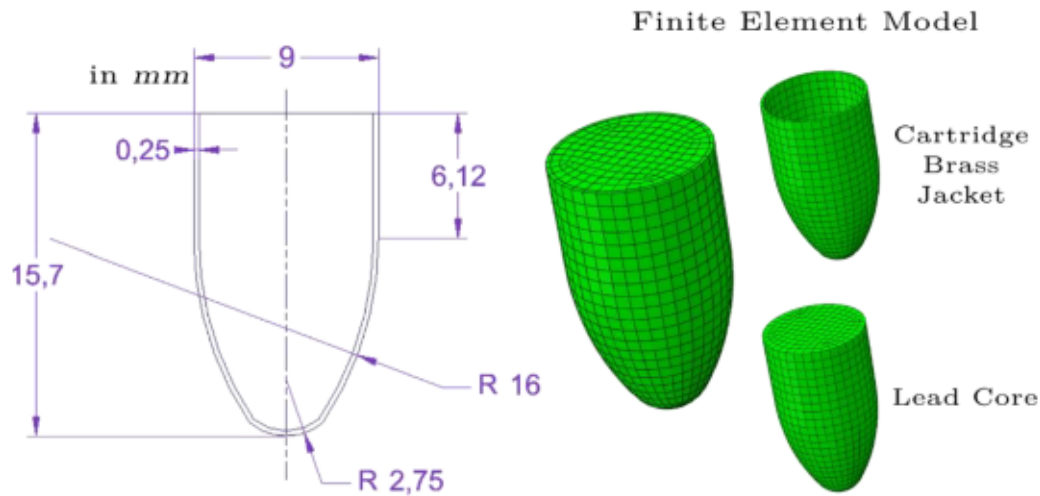 Finite Element Model
in mm
9
0,25
6,12
15,7
R 16
R 2,75
Cartridge
Brass
Jacket
Lead Core